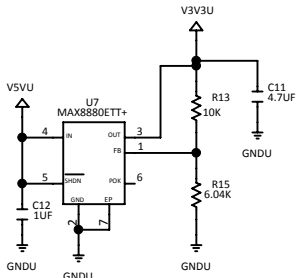 V3V3U
C11
4.7UF
R13
10K
GNDU
V5VU
U7
MAX8880ETT+
4
IN
OUT
3
FB
1
5
SHDN
POK
6
GND
EP
2
7
C12
1UF
R15
6.04K
GNDU
GNDU
GNDU